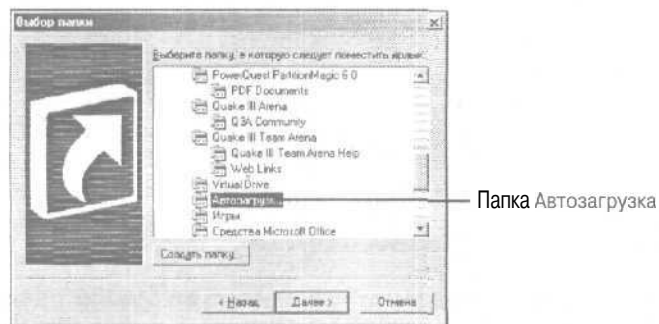 Выбор папки
Выберите папку, в которую следует поместить ярлык:
PowerQuest PartitionMagic 6.0
PDF Documents
Quake III Arena
Q3A Community
Quake III Team Arena
Quake III Team Arena Help
Web Links
Virtual Drive
Автозагрузк...
Папка Автозагрузка
Игры
Средства Microsoft Office
Создать папку...
< Назад
Далее >
Отмена